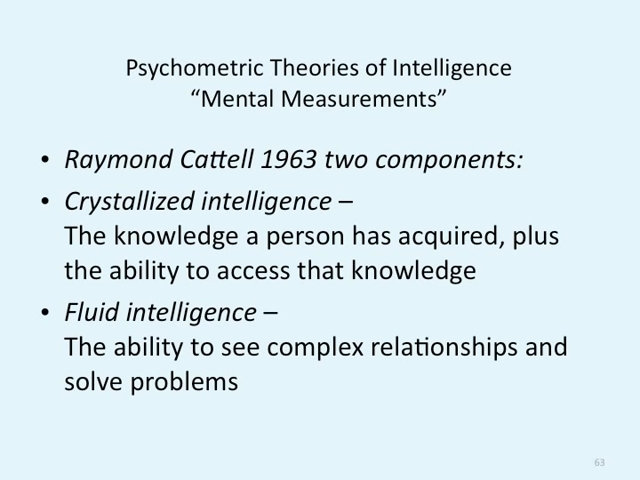 Psychometric Theories of Intelligence
“Mental Measurements”
• Raymond Cattell 1963 two components:
• Crystallized intelligence –
The knowledge a person has acquired, plus
the ability to access that knowledge
• Fluid intelligence –
The ability to see complex relationships and
solve problems
63